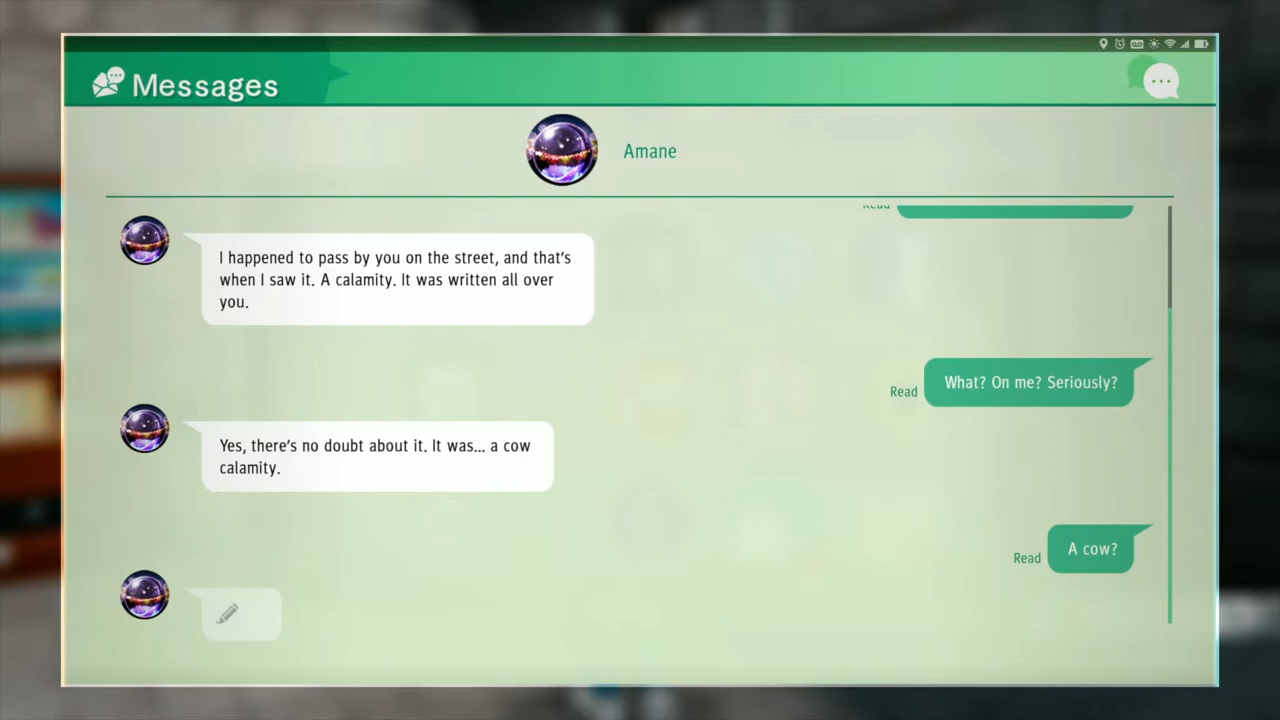 Messages
Amane
Read
I happened to pass by you on the street, and that's
when I saw it. A calamity. It was written all over
you.
What? On me? Seriously?
Read
Yes, there's no doubt about it. It was... a cow
calamity.
A cow?
Read